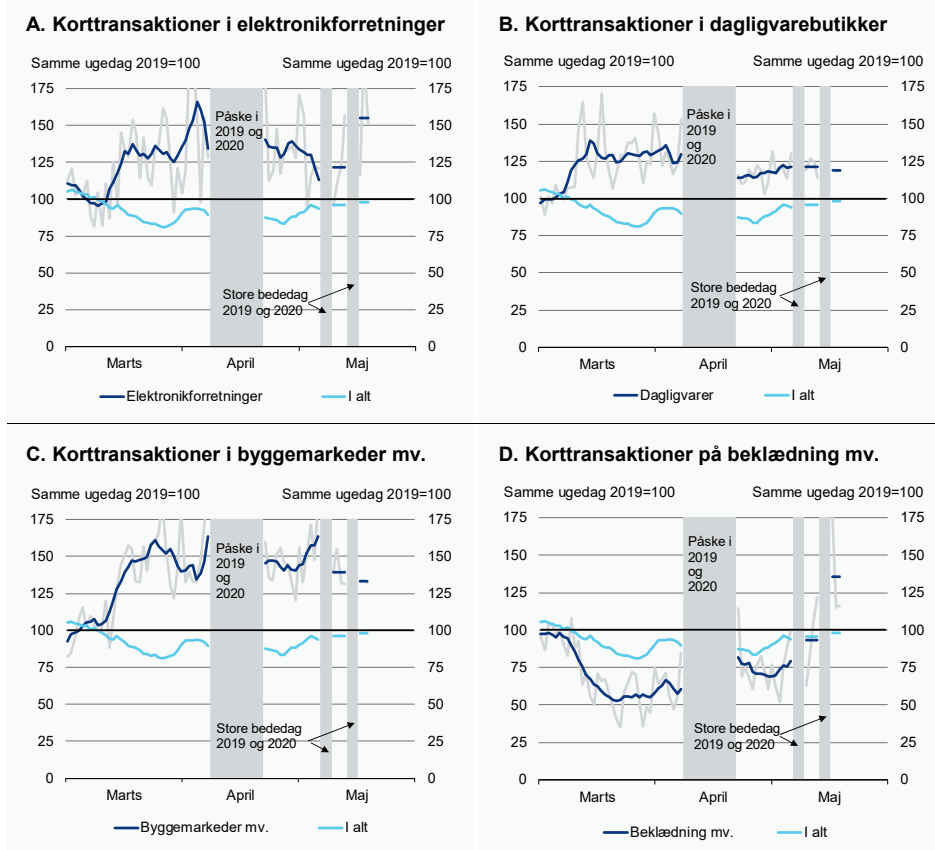 A. Korttransaktioner i elektronikforretninger
Samme ugedag 2019=100
Samme ugedag 2019=100
175
175
150
150
125
125
100
100
75
75
50
50
25
25
0
0
Påske i
2019 og
2020
Store bededag
2019 og 2020
Marts
April
Maj
Elektronikforretninger
I alt
B. Korttransaktioner i dagligvarebutikker
Samme ugedag 2019=100
Samme ugedag 2019=100
175
175
150
150
125
125
100
100
75
75
50
50
25
25
0
0
Påske i
2019
og
2020
Store bededag
2019 og 2020
Marts
April
Maj
Dagligvarer
I alt
C. Korttransaktioner i byggemarkeder mv.
Samme ugedag 2019=100
Samme ugedag 2019=100
175
175
150
150
125
125
100
100
75
75
50
50
25
25
0
0
Påske i
2019
og
2020
Store bededag
2019 og 2020
Marts
April
Maj
Byggemarkeder mv.
I alt
D. Korttransaktioner på beklædning mv.
Samme ugedag 2019=100
Samme ugedag 2019=100
175
175
150
150
125
125
100
100
75
75
50
50
25
25
0
0
Påske i
2019
og
2020
Store bededag
2019 og 2020
Marts
April
Maj
Beklædning mv.
I alt